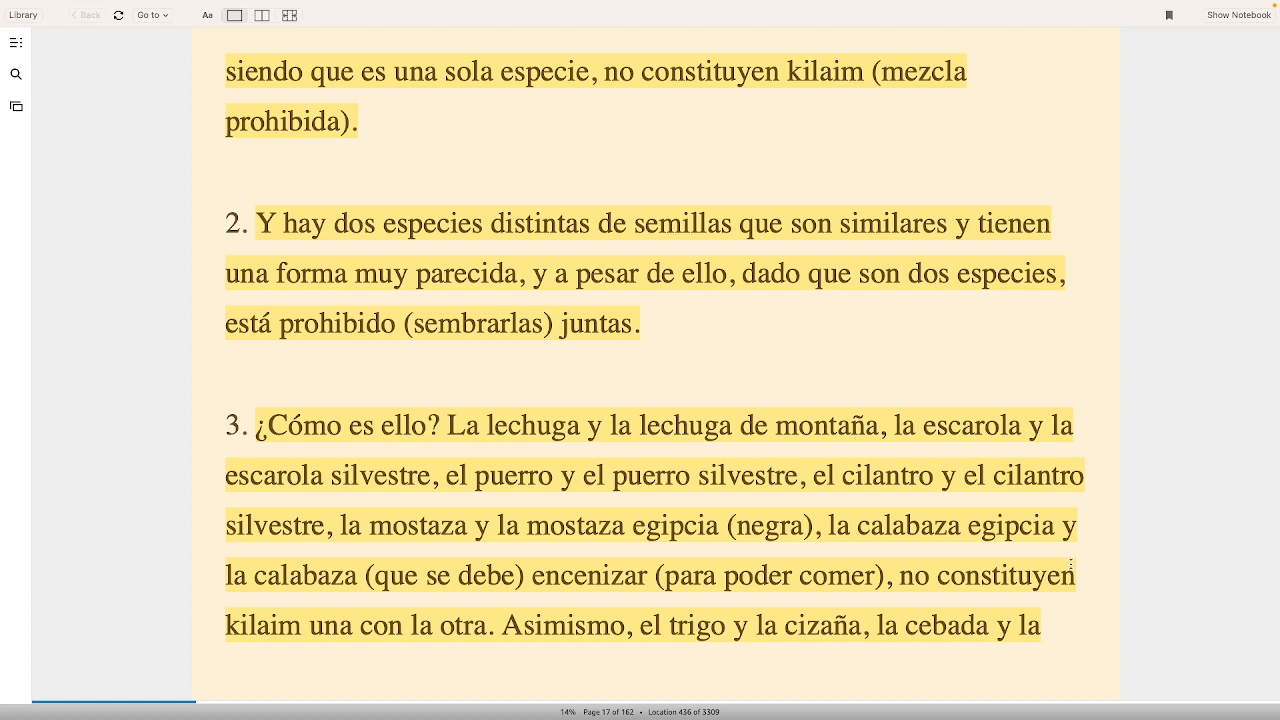 Library
Back
Go to
Aa
Show Notebook
siendo que es una sola especie, no constituyen kilaim (mezcla
prohibida).
2. Y hay dos especies distintas de semillas que son similares y tienen
una forma muy parecida, y a pesar de ello, dado que son dos especies,
está prohibido (sembrarlas) juntas.
3. ¿Cómo es ello? La lechuga y la lechuga de montaña, la escarola y la
escarola silvestre, el puerro y el puerro silvestre, el cilantro y el cilantro
silvestre, la mostaza y la mostaza egipcia (negra), la calabaza egipcia y
la calabaza (que se debe) encenizar (para poder comer), no constituyen
kilaim una con la otra. Asimismo, el trigo y la cizaña, la cebada y la
14% Page 17 of 162 • Location 436 of 3309